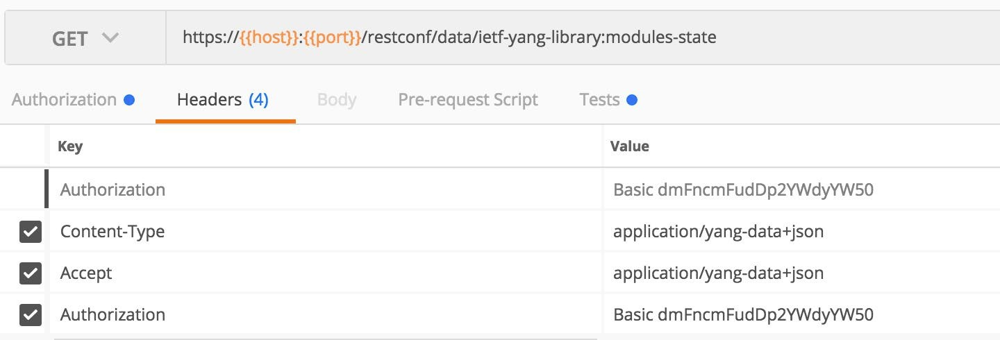 GET https://{{host}}:{{port}}/restconf/data/ietf-yang-library:modules-state
Authorization Headers (4) Body Pre-request Script Tests
Key Value
Authorization Basic dmFncmFudDp2YWdyYW50
Content-Type application/yang-data+json
Accept application/yang-data+json
Authorization Basic dmFncmFudDp2YWdyYW50